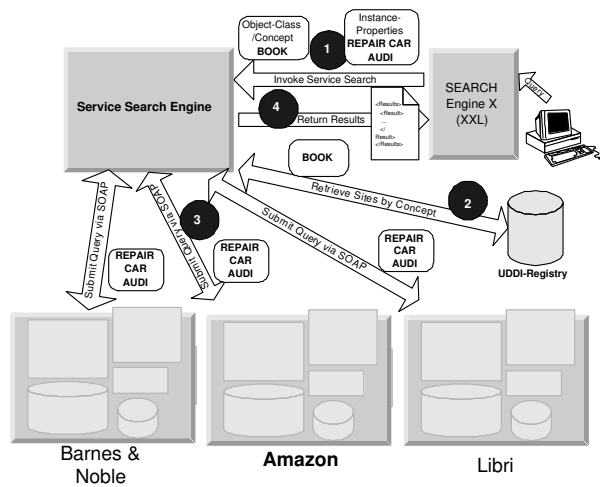 Object-Class
/Concept
BOOK
1
Instance-
Properties
REPAIR CAR
AUDI
Invoke Service Search
Service Search Engine
4
Return Results
<Results>
<Result>
...
</
Result>
</Results>
SEARCH
Engine X
(XXL)
Query
BOOK
Retrieve Sites by Concept
2
UDDI-Registry
Submit Query via SOAP
REPAIR
CAR
AUDI
Submit Query via SOAP
3
REPAIR
CAR
AUDI
Submit Query via SOAP
REPAIR
CAR
AUDI
Barnes &
Noble
Amazon
Libri